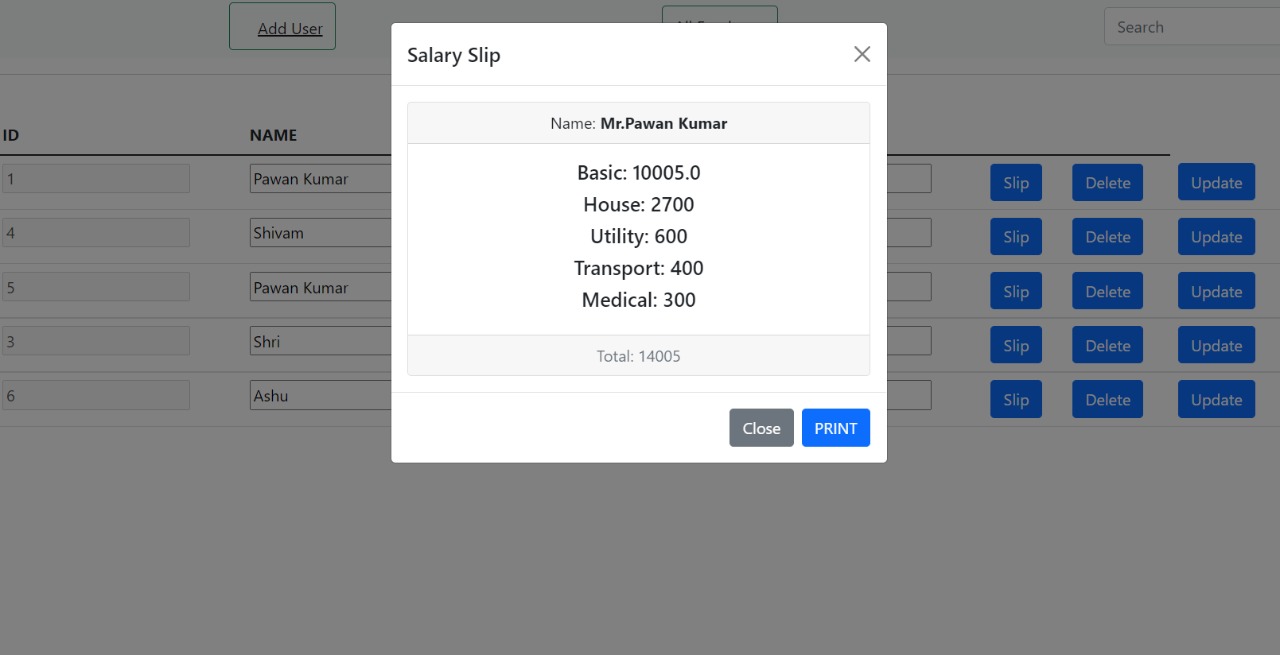 Add User
Search
Salary Slip
Name: Mr.Pawan Kumar
Basic: 10005.0
House: 2700
Utility: 600
Transport: 400
Medical: 300
Total: 14005
Close PRINT
ID NAME
1 Pawan Kumar Slip Delete Update
4 Shivam Slip Delete Update
5 Pawan Kumar Slip Delete Update
3 Shri Slip Delete Update
6 Ashu Slip Delete Update